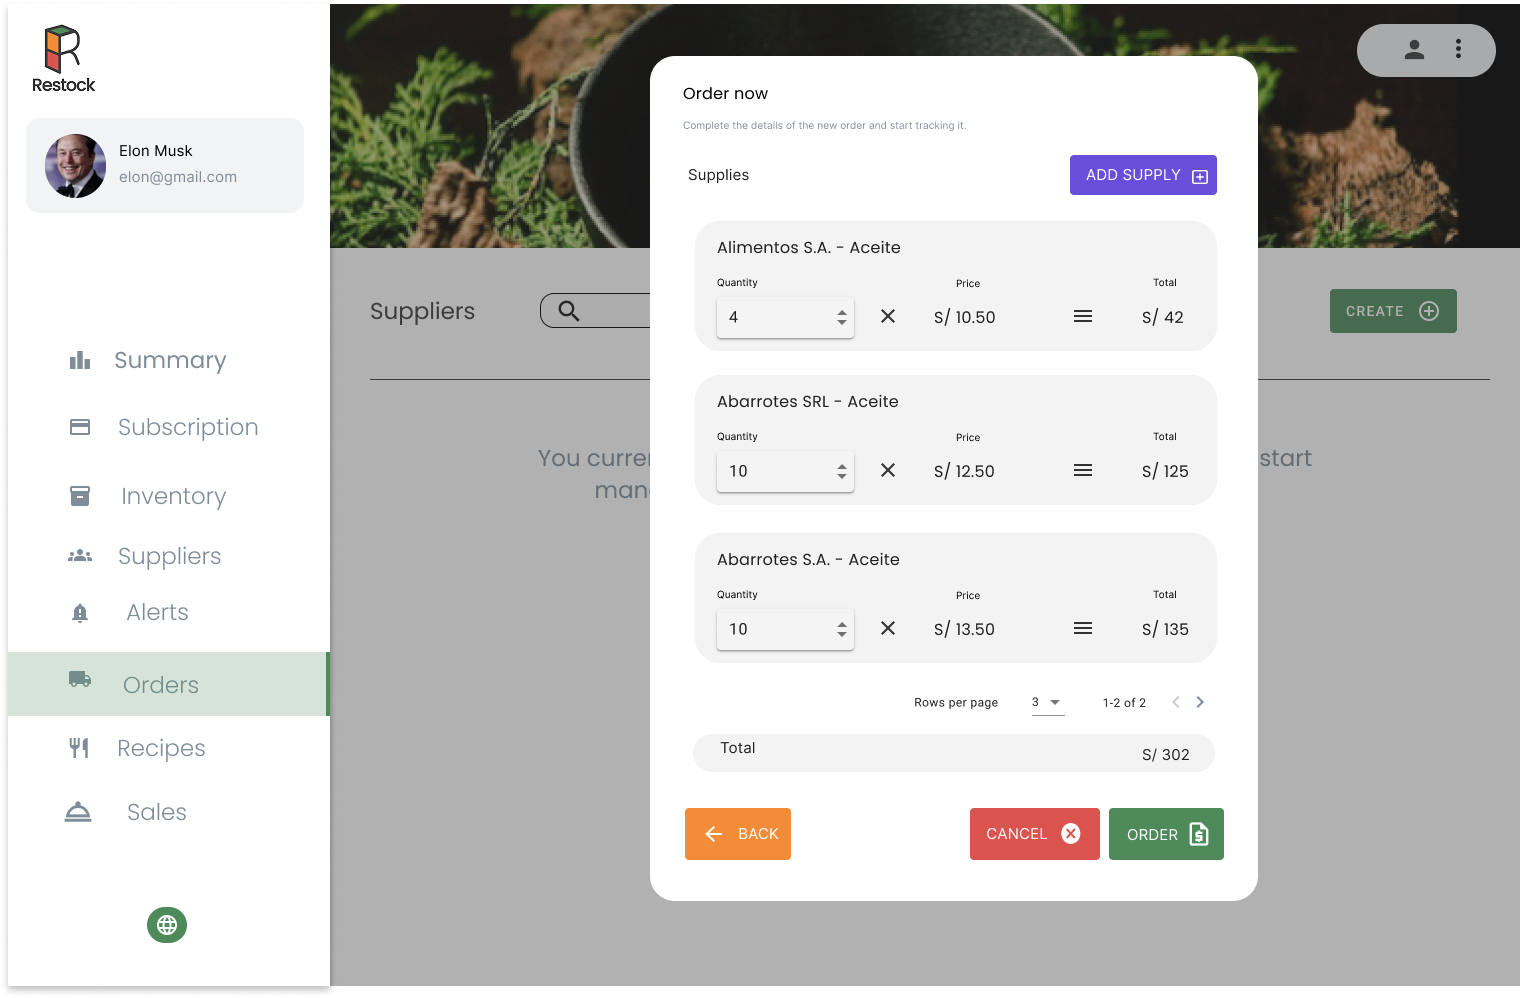 Restock
Elon Musk
elon@gmail.com
Summary
Subscription
Inventory
Suppliers
Alerts
Orders
Recipes
Sales
Suppliers
CREATE
You curre
start
man
Order now
Complete the details of the new order and start tracking it.
Supplies
ADD SUPPLY
Alimentos S.A. - Aceite
Quantity Price Total
4 S/ 10.50 S/ 42
Abarrotes SRL - Aceite
Quantity Price Total
10 S/ 12.50 S/ 125
Abarrotes S.A. - Aceite
Quantity Price Total
10 S/ 13.50 S/ 135
Rows per page 3 1-2 of 2
Total S/ 302
BACK
CANCEL
ORDER